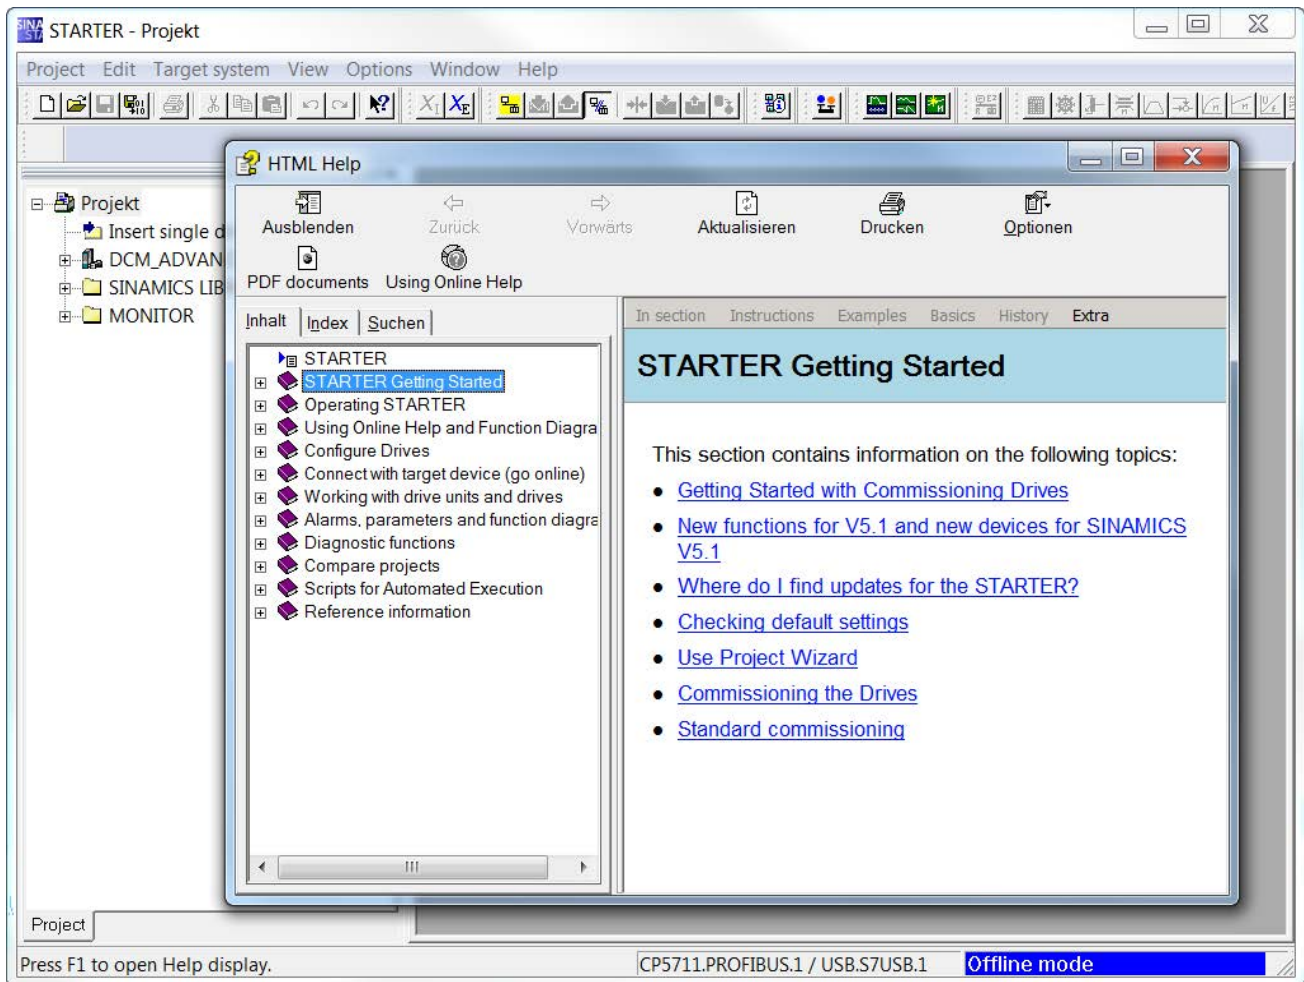 STARTER - Projekt
Project Edit Target system View Options Window Help
HTML Help
Ausblenden Zurück Vorwärts Aktualisieren Drucken Optionen
PDF documents Using Online Help
Projekt
Insert single d
DCM_ADVAN
SINAMICS LIB
MONITOR
Inhalt Index Suchen
STARTER
STARTER Getting Started
Operating STARTER
Using Online Help and Function Diagra
Configure Drives
Connect with target device (go online)
Working with drive units and drives
Alarms, parameters and function diagra
Diagnostic functions
Compare projects
Scripts for Automated Execution
Reference information
In section Instructions Examples Basics History Extra
STARTER Getting Started
This section contains information on the following topics:
• Getting Started with Commissioning Drives
• New functions for V5.1 and new devices for SINAMICS
V5.1
• Where do I find updates for the STARTER?
• Checking default settings
• Use Project Wizard
• Commissioning the Drives
• Standard commissioning
Project
Press F1 to open Help display. CP5711.PROFIBUS.1 / USB.S7USB.1 Offline mode